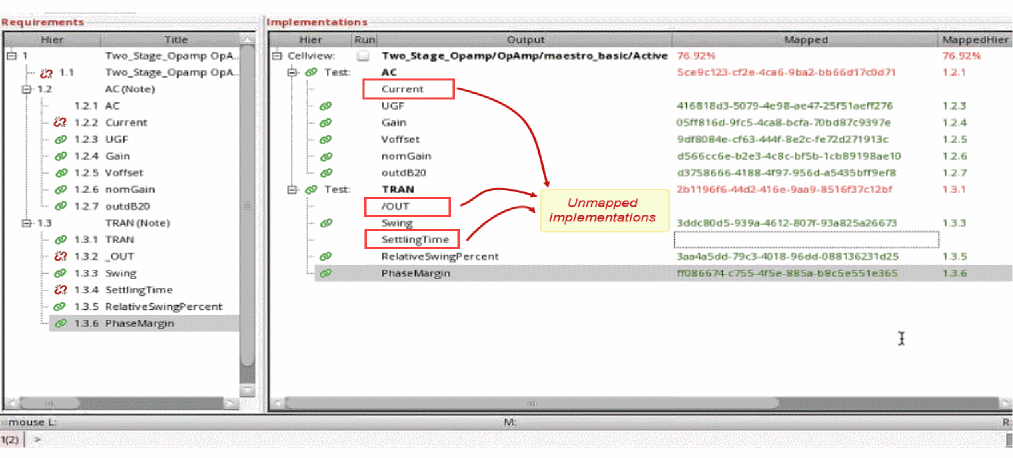 Requirements
Hier Title
1 Two_Stage_Opamp OpA..
1.1 Two_Stage_Opamp OpA..
1.2 AC (Note)
1.2.1 AC
1.2.2 Current
1.2.3 UGF
1.2.4 Gain
1.2.5 Voffset
1.2.6 nomGain
1.2.7 outdB20
1.3 TRAN (Note)
1.3.1 TRAN
1.3.2 _OUT
1.3.3 Swing
1.3.4 SettlingTime
1.3.5 RelativeSwingPercent
1.3.6 PhaseMargin
Implementations
Hier Run Output Mapped MappedHier
Cellview: Two_Stage_Opamp/OpAmp/maestro_basic/Active 76.92% 76.92%
Test: AC 5ce9c123-cf2e-4ca6-9ba2-bb66d17c0d71 1.2.1
Current
UGF 416818d3-5079-4e98-ae47-25f51aeff276 1.2.3
Gain 05ff816d-9fc5-4ca8-bcfa-70bd87c9397e 1.2.4
Voffset 9df8084e-cf63-444f-8e2c-fe72d271913c 1.2.5
nomGain d566cc6e-b2e3-4c8c-bf5b-1cb89198ae10 1.2.6
outdB20 d3758666-4188-4f97-956d-a5435bff9ef8 1.2.7
Test: TRAN 2b1196f6-44d2-416e-9aa9-8516f37c12bf 1.3.1
/OUT
Swing 3ddc80d5-939a-4612-807f-93a825a26673 1.3.3
SettlingTime
RelativeSwingPercent 3aa4a5dd-79c3-4018-96dd-088136231d25 1.3.5
PhaseMargin ff086674-c755-4f5e-885a-b8c5e551e365 1.3.6
Unmapped
implementations
mouse L: M: R:
1(2) >